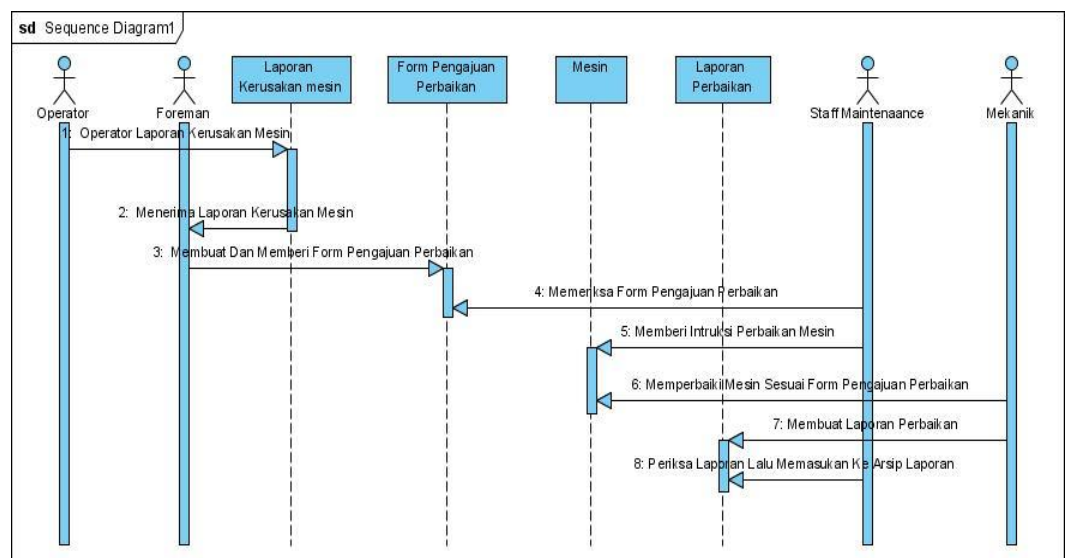 sd Sequence Diagram1
Laporan
Kerusakan mesin
Form Pengajuan
Perbaikan
Mesin
Laporan
Perbaikan
Operator
Foreman
Staff Maintenaance
Mekanik
1: Operator Laporan Kerusakan Mesin
2: Menerima Laporan Kerusakan Mesin
3: Membuat Dan Memberi Form Pengajuan Perbaikan
4: Memeriksa Form Pengajuan Perbaikan
5: Memberi Intruksi Perbaikan Mesin
6: Memperbaiki Mesin Sesuai Form Pengajuan Perbaikan
7: Membuat Laporan Perbaikan
8: Periksa Laporan Lalu Memasukan Ke Arsip Laporan